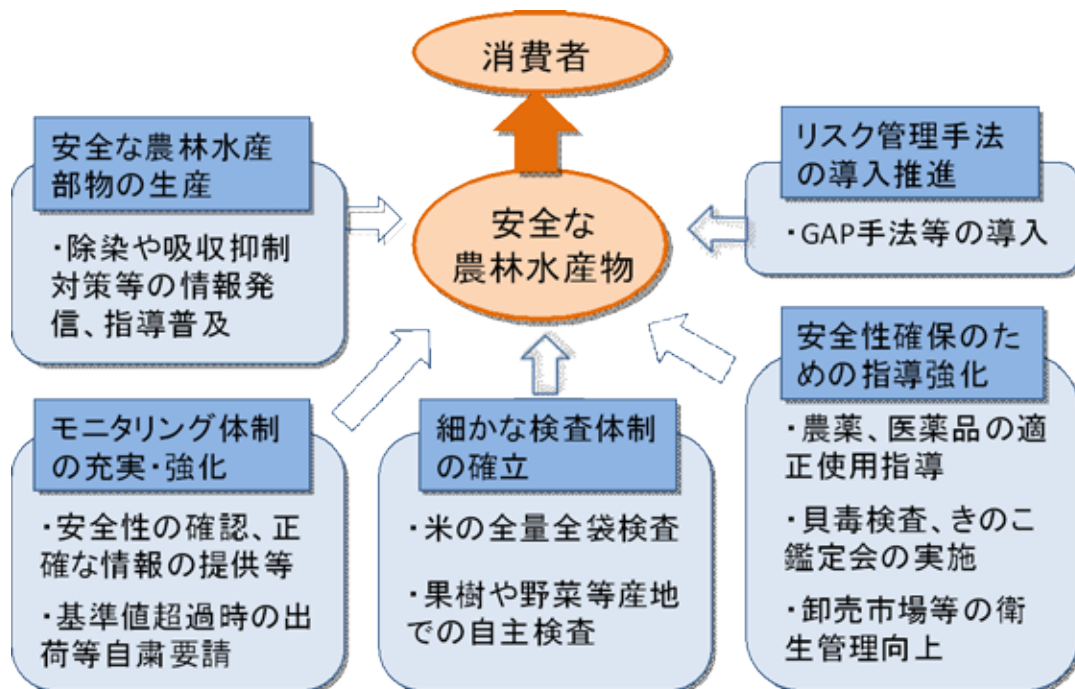 消費者
安全な
農林水産物
安全な農林水産
部物の生産
・除染や吸収抑制
対策等の情報発
信、指導普及
リスク管理手法
の導入推進
・GAP手法等の導入
モニタリング体制
の充実・強化
・安全性の確認、正
確な情報の提供等
・基準値超過時の出
荷等自粛要請
細かな検査体制
の確立
・米の全量全袋検査
・果樹や野菜等産地
での自主検査
安全性確保のた
めの指導強化
・農薬、医薬品の適
正使用指導
・貝毒検査、きのこ
鑑定会の実施
・卸売市場等の衛
生管理向上